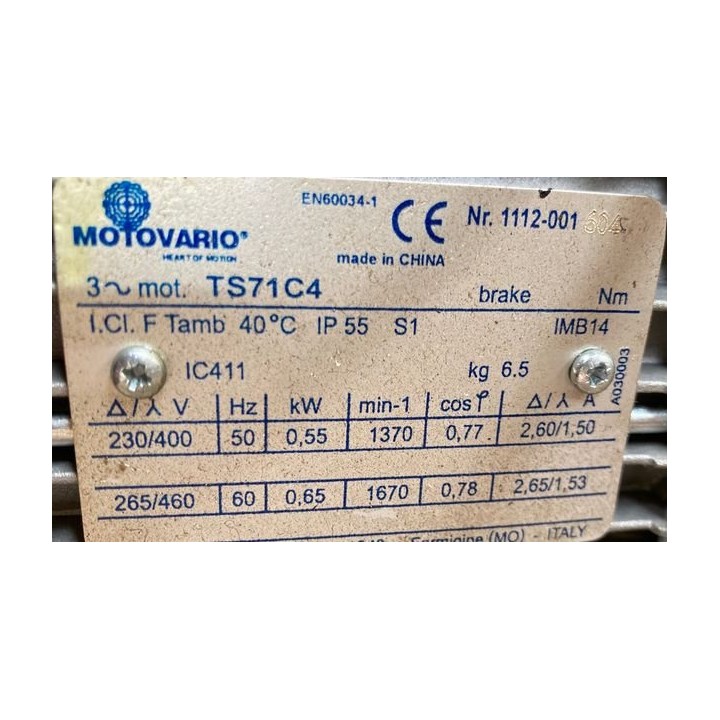 EN60034-1
CE
Nr. 1112-001 604
MOTOVARIO®
HEART OF MOTION
made in CHINA
3~ mot. TS71C4 brake Nm
I.Cl. F Tamb 40°C IP 55 S1 IMB14
IC411 kg 6.5
A030003
Δ/⅄ V Hz kW min-1 cosφ Δ/⅄ A
230/400 50 0,55 1370 0,77 2,60/1,50
265/460 60 0,65 1670 0,78 2,65/1,53
Formigine (MO) - ITALY